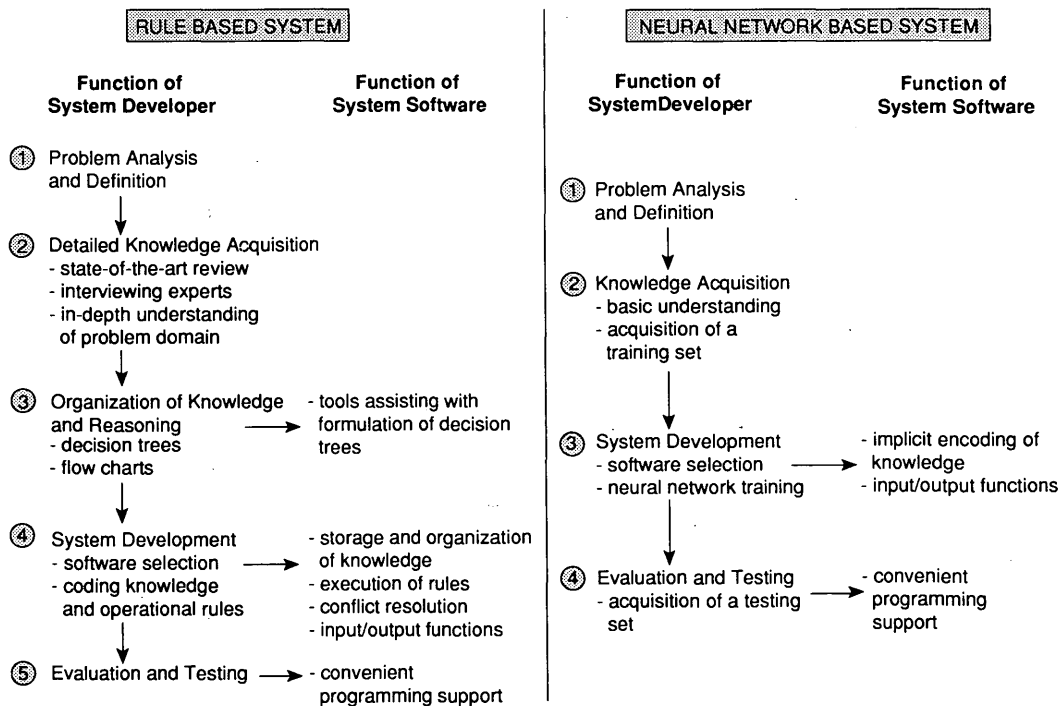 RULE BASED SYSTEM
Function of
System Developer
Function of
System Software
1 Problem Analysis
and Definition
2 Detailed Knowledge Acquisition
- state-of-the-art review
- interviewing experts
- in-depth understanding
of problem domain
3 Organization of Knowledge
and Reasoning
- decision trees
- flow charts
- tools assisting with
formulation of decision
trees
4 System Development
- software selection
- coding knowledge
and operational rules
- storage and organization
of knowledge
- execution of rules
- conflict resolution
- input/output functions
5 Evaluation and Testing
- convenient
programming support
NEURAL NETWORK BASED SYSTEM
Function of
SystemDeveloper
Function of
System Software
1 Problem Analysis
and Definition
2 Knowledge Acquisition
- basic understanding
- acquisition of a
training set
3 System Development
- software selection
- neural network training
- implicit encoding of
knowledge
- input/output functions
4 Evaluation and Testing
- acquisition of a testing
set
- convenient
programming
support